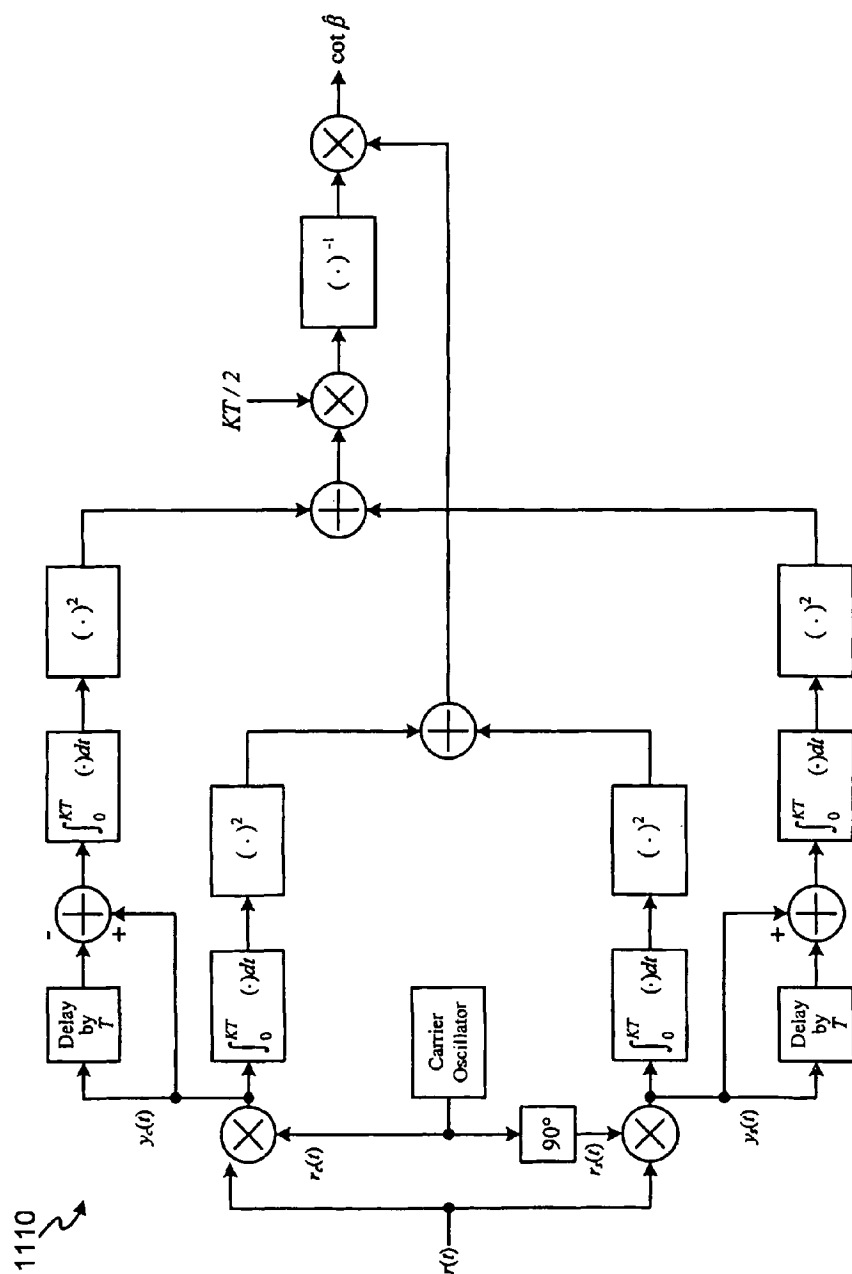 1110
cot β̂
( · )⁻¹
KT / 2
( · )²
( · )²
∫₀ᴷᵀ (·)dt
( · )²
( · )²
∫₀ᴷᵀ (·)dt
-
+
+
Delay
by
T
∫₀ᴷᵀ (·)dt
Carrier
Oscillator
∫₀ᴷᵀ (·)dt
Delay
by
T
y_c(t)
r_c(t)
90°
r_s(t)
y_s(t)
r(t)